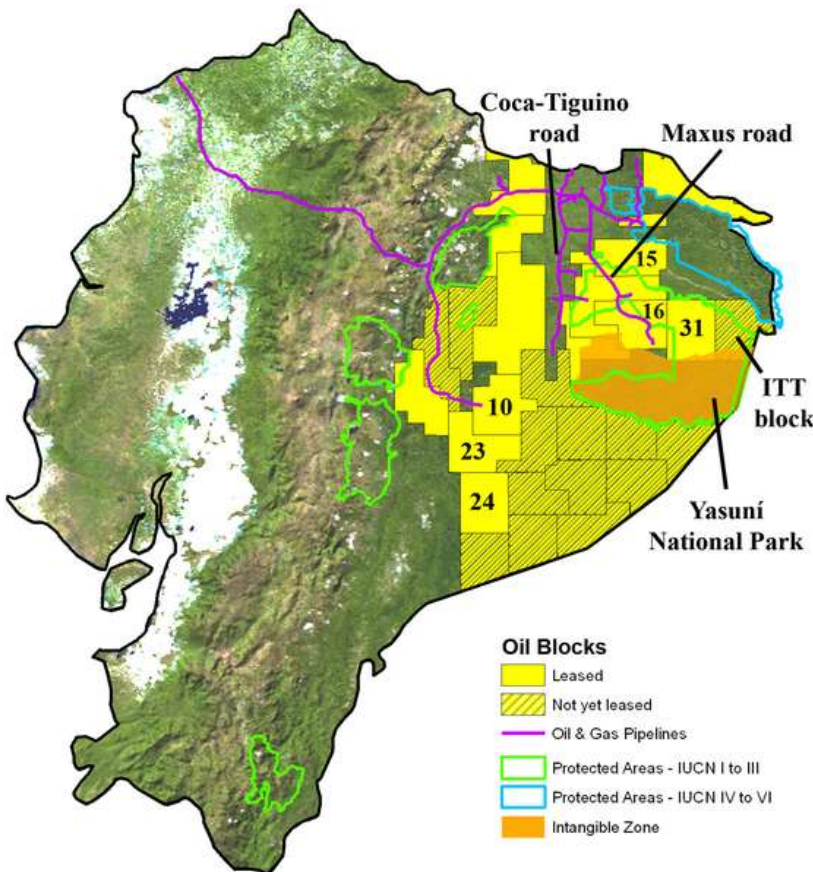 Coca-Tiguino
road
Maxus road
15
16
31
ITT
block
10
23
24
Yasuní
National Park
Oil Blocks
Leased
Not yet leased
Oil & Gas Pipelines
Protected Areas - IUCN I to III
Protected Areas - IUCN IV to VI
Intangible Zone